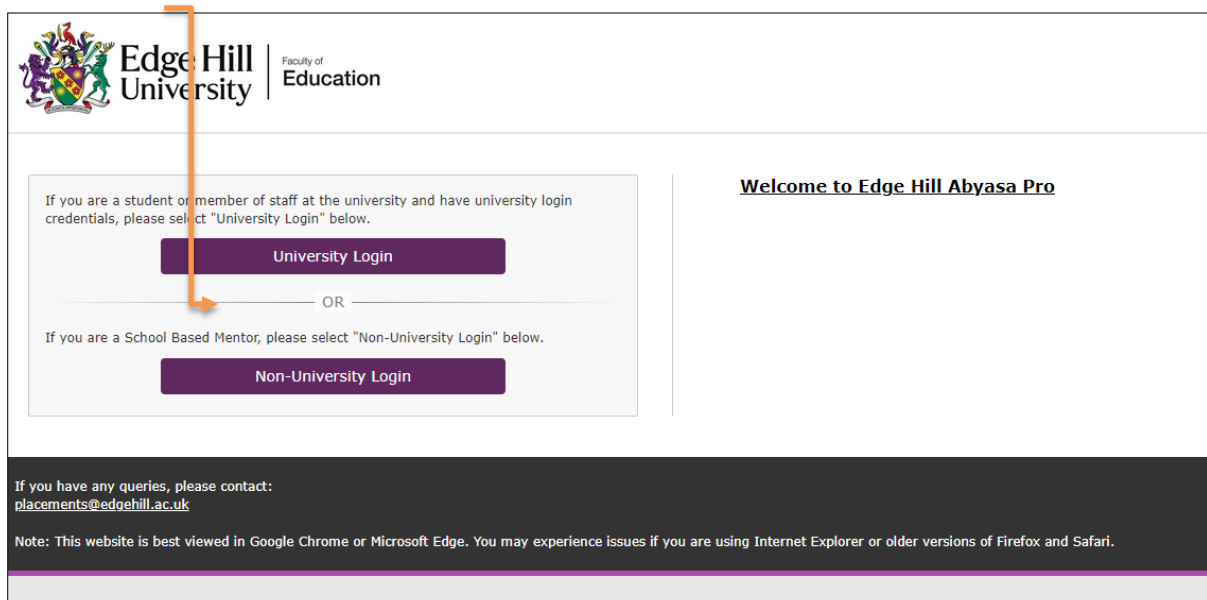 Edge Hill
University
Faculty of
Education
If you are a student or member of staff at the university and have university login
credentials, please select "University Login" below.
University Login
OR
If you are a School Based Mentor, please select "Non-University Login" below.
Non-University Login
Welcome to Edge Hill Abyasa Pro
If you have any queries, please contact:
placements@edgehill.ac.uk
Note: This website is best viewed in Google Chrome or Microsoft Edge. You may experience issues if you are using Internet Explorer or older versions of Firefox and Safari.